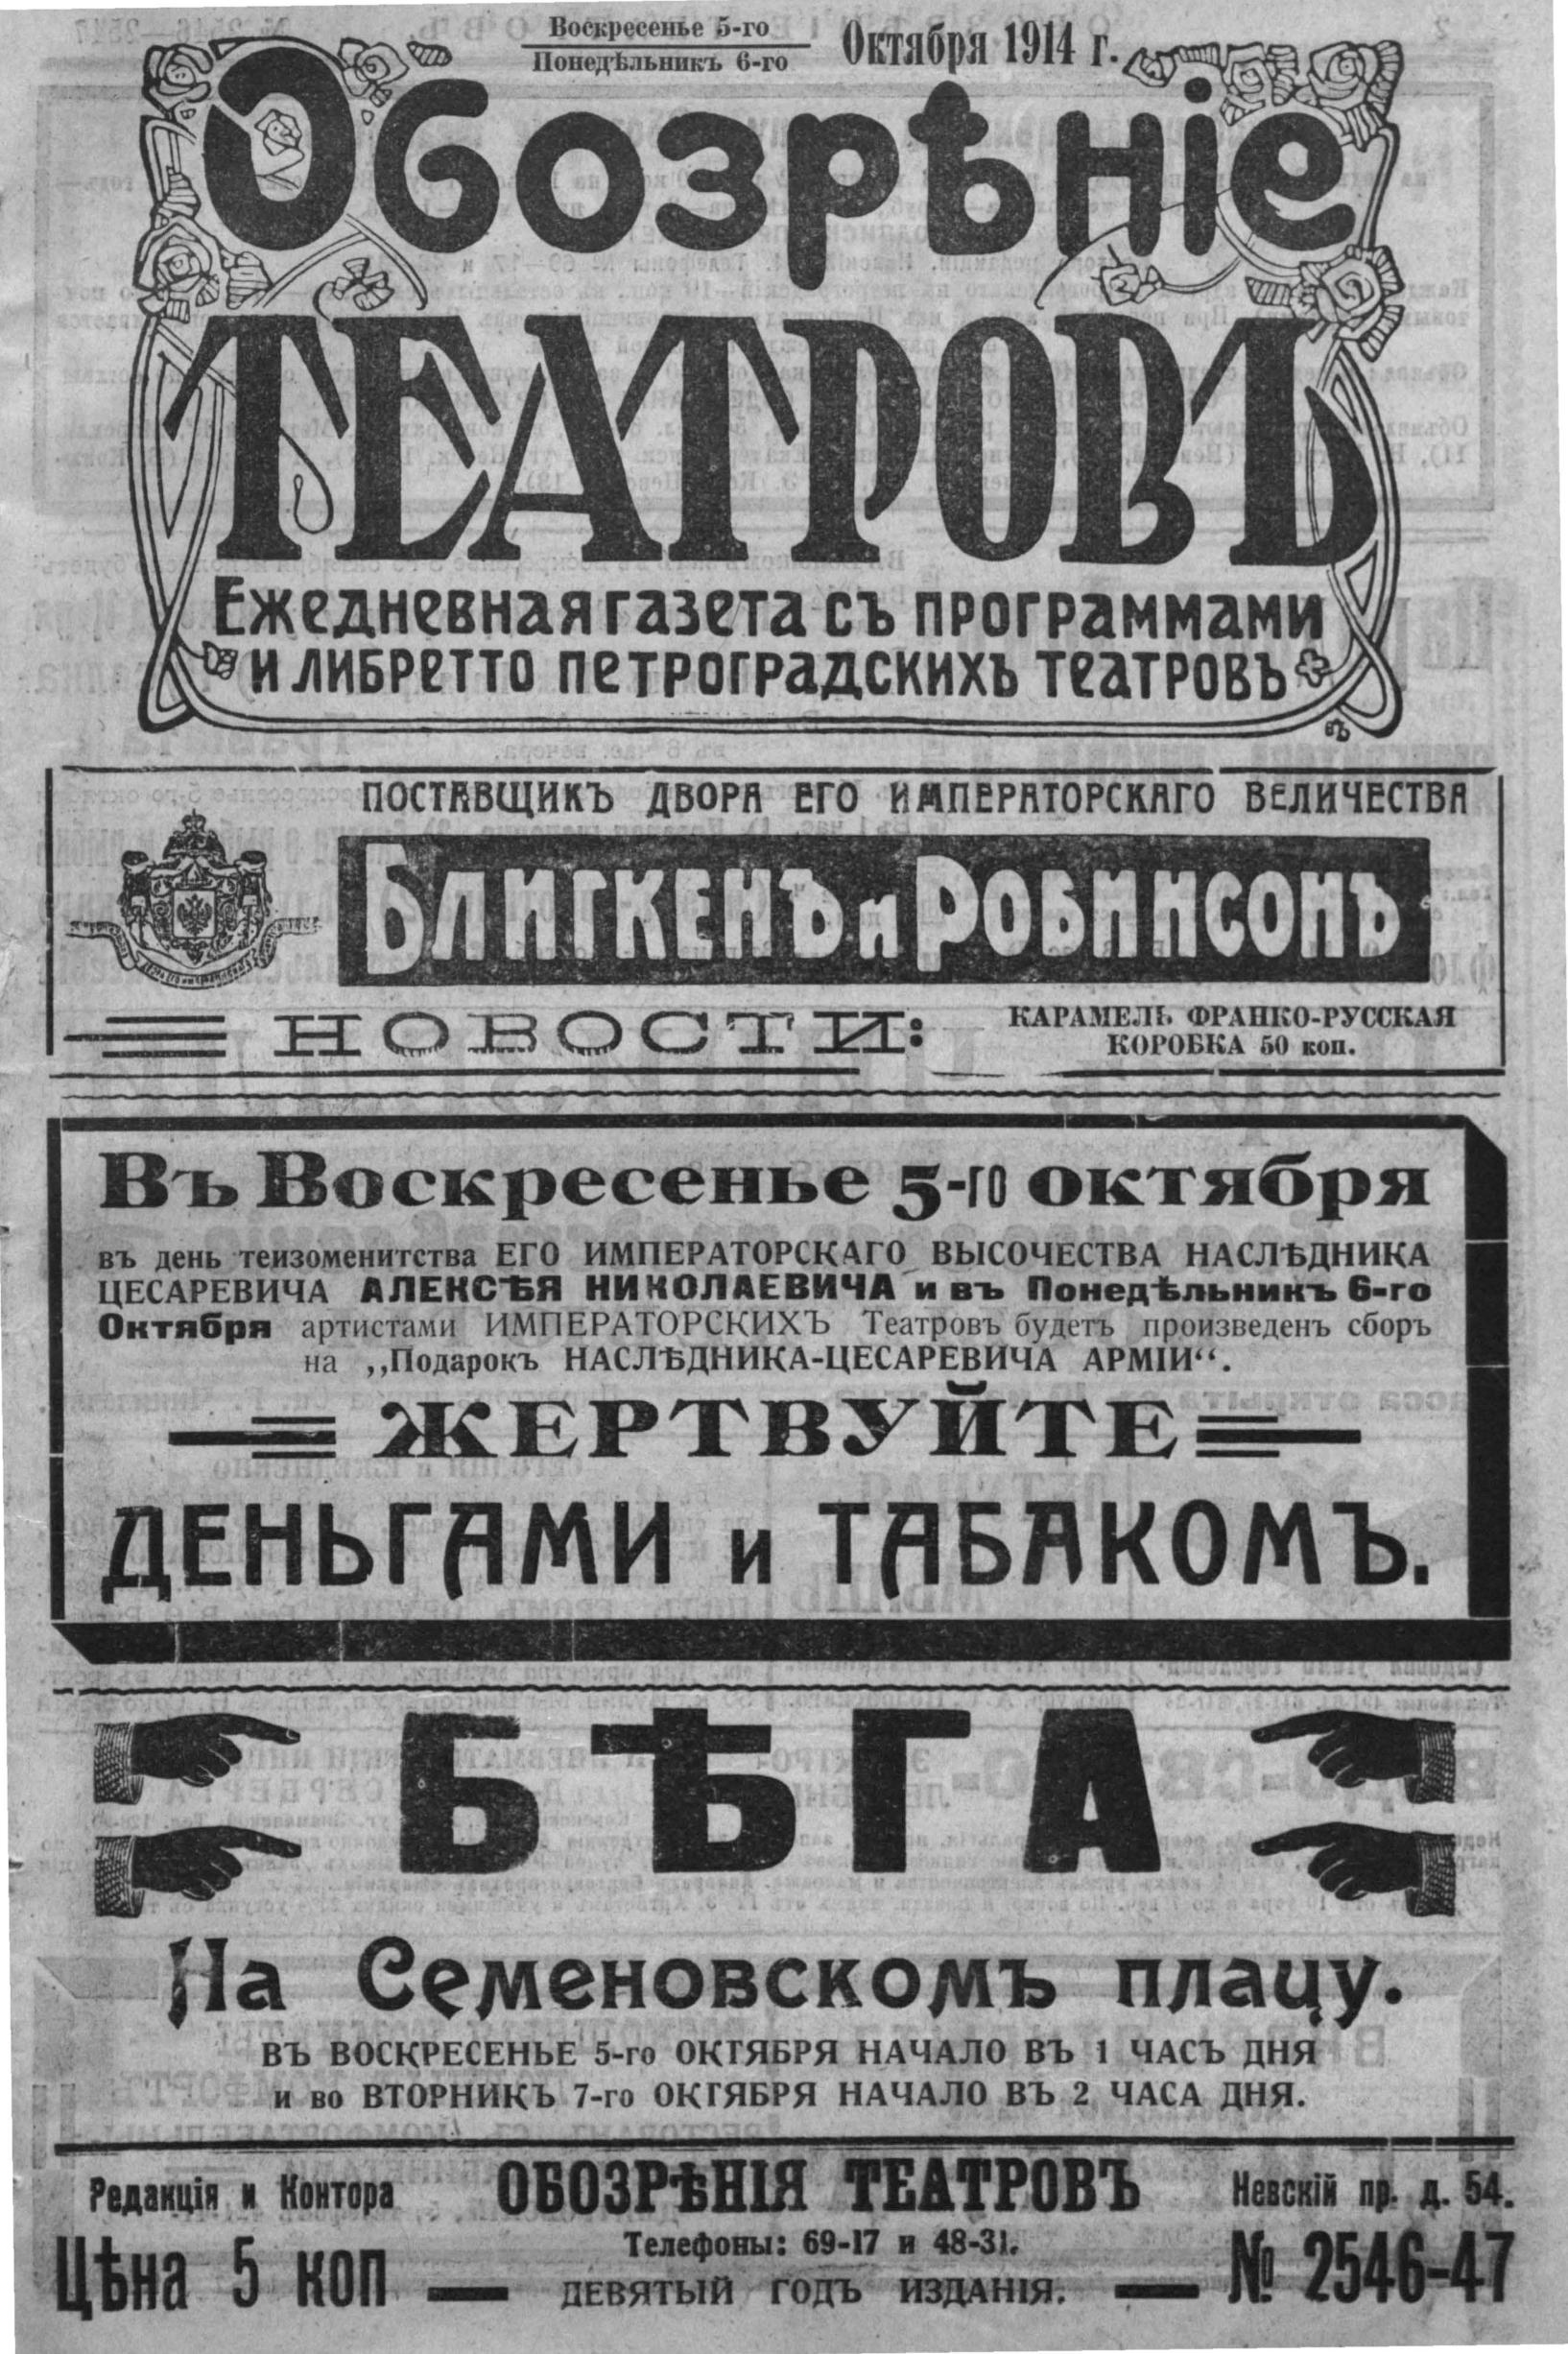 Воскресенье 5-го
Понедѣльникъ 6-го
Октября 1914 г.
Обозрѣніе
ТЕАТРОВЪ
Ежедневная газета съ программами
и либретто петроградскихъ театровъ
ПОСТАВЩИКЪ ДВОРА ЕГО ИМПЕРАТОРСКАГО ВЕЛИЧЕСТВА
БЛИГКЕНЪ и РОБИНСОНЪ
НОВОСТИ:
КАРАМЕЛЬ ФРАНКО-РУССКАЯ
КОРОБКА 50 коп.
Въ Воскресенье 5-го октября
въ день тезоименитства ЕГО ИМПЕРАТОРСКАГО ВЫСОЧЕСТВА НАСЛѢДНИКА
ЦЕСАРЕВИЧА АЛЕКСѢЯ НИКОЛАЕВИЧА и въ Понедѣльникъ 6-го
Октября артистами ИМПЕРАТОРСКИХЪ Театровъ будетъ произведенъ сборъ
на „Подарокъ НАСЛѢДНИКА-ЦЕСАРЕВИЧА АРМІИ“.
ЖЕРТВУЙТЕ
ДЕНЬГАМИ и ТАБАКОМЪ.
БѢГА
На Семеновскомъ плацу.
ВЪ ВОСКРЕСЕНЬЕ 5-го ОКТЯБРЯ НАЧАЛО ВЪ 1 ЧАСЪ ДНЯ
и во ВТОРНИКЪ 7-го ОКТЯБРЯ НАЧАЛО ВЪ 2 ЧАСА ДНЯ.
Редакція и Контора ОБОЗРѢНІЯ ТЕАТРОВЪ Невскій пр. д. 54.
Телефоны: 69-17 и 48-31.
Цѣна 5 коп — ДЕВЯТЫЙ ГОДЪ ИЗДАНІЯ. — № 2546-47